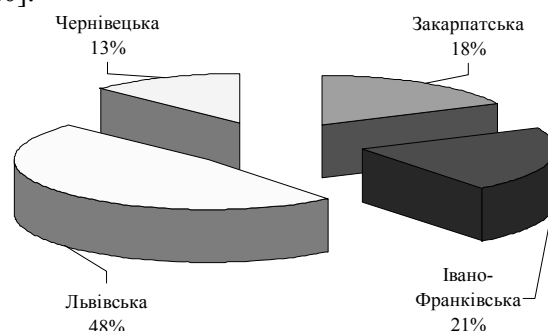 Чернівецька
13%
Закарпатська
18%
Львівська
48%
Івано-
Франківська
21%